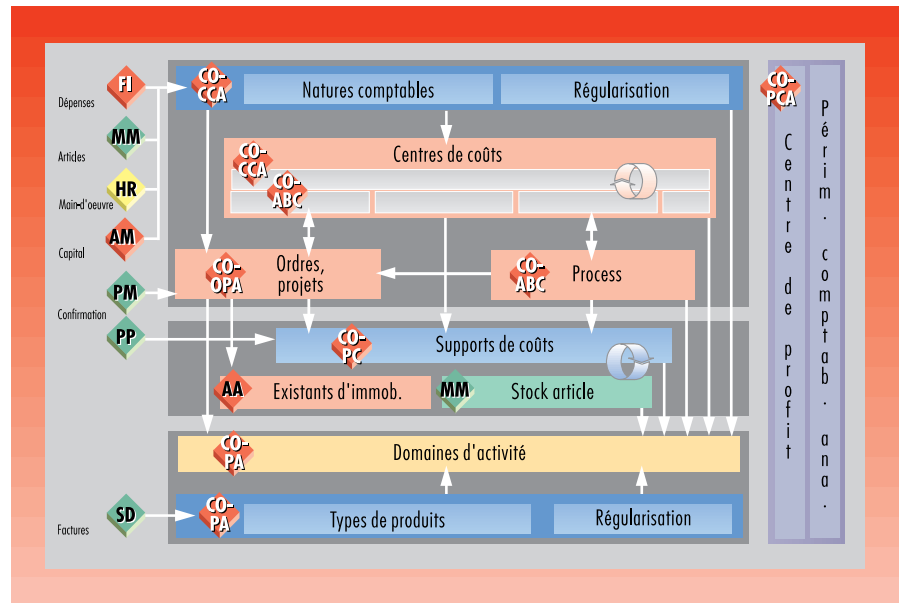 FI
Dépenses
MM
Articles
HR
Main-d'oeuvre
AM
Capital
PM
Confirmation
PP
SD
Factures
CO-
CCA
Natures comptables
Régularisation
CO-
CCA
Centres de coûts
CO-
ABC
CO-
OPA
Ordres,
projets
CO-
ABC
Process
CO-
PC
Supports de coûts
AA
Existants d'immob.
MM
Stock article
CO-
PA
Domaines d'activité
CO-
PA
Types de produits
Régularisation
CO-
PCA
Centre de profit
Périm. comptab. ana.